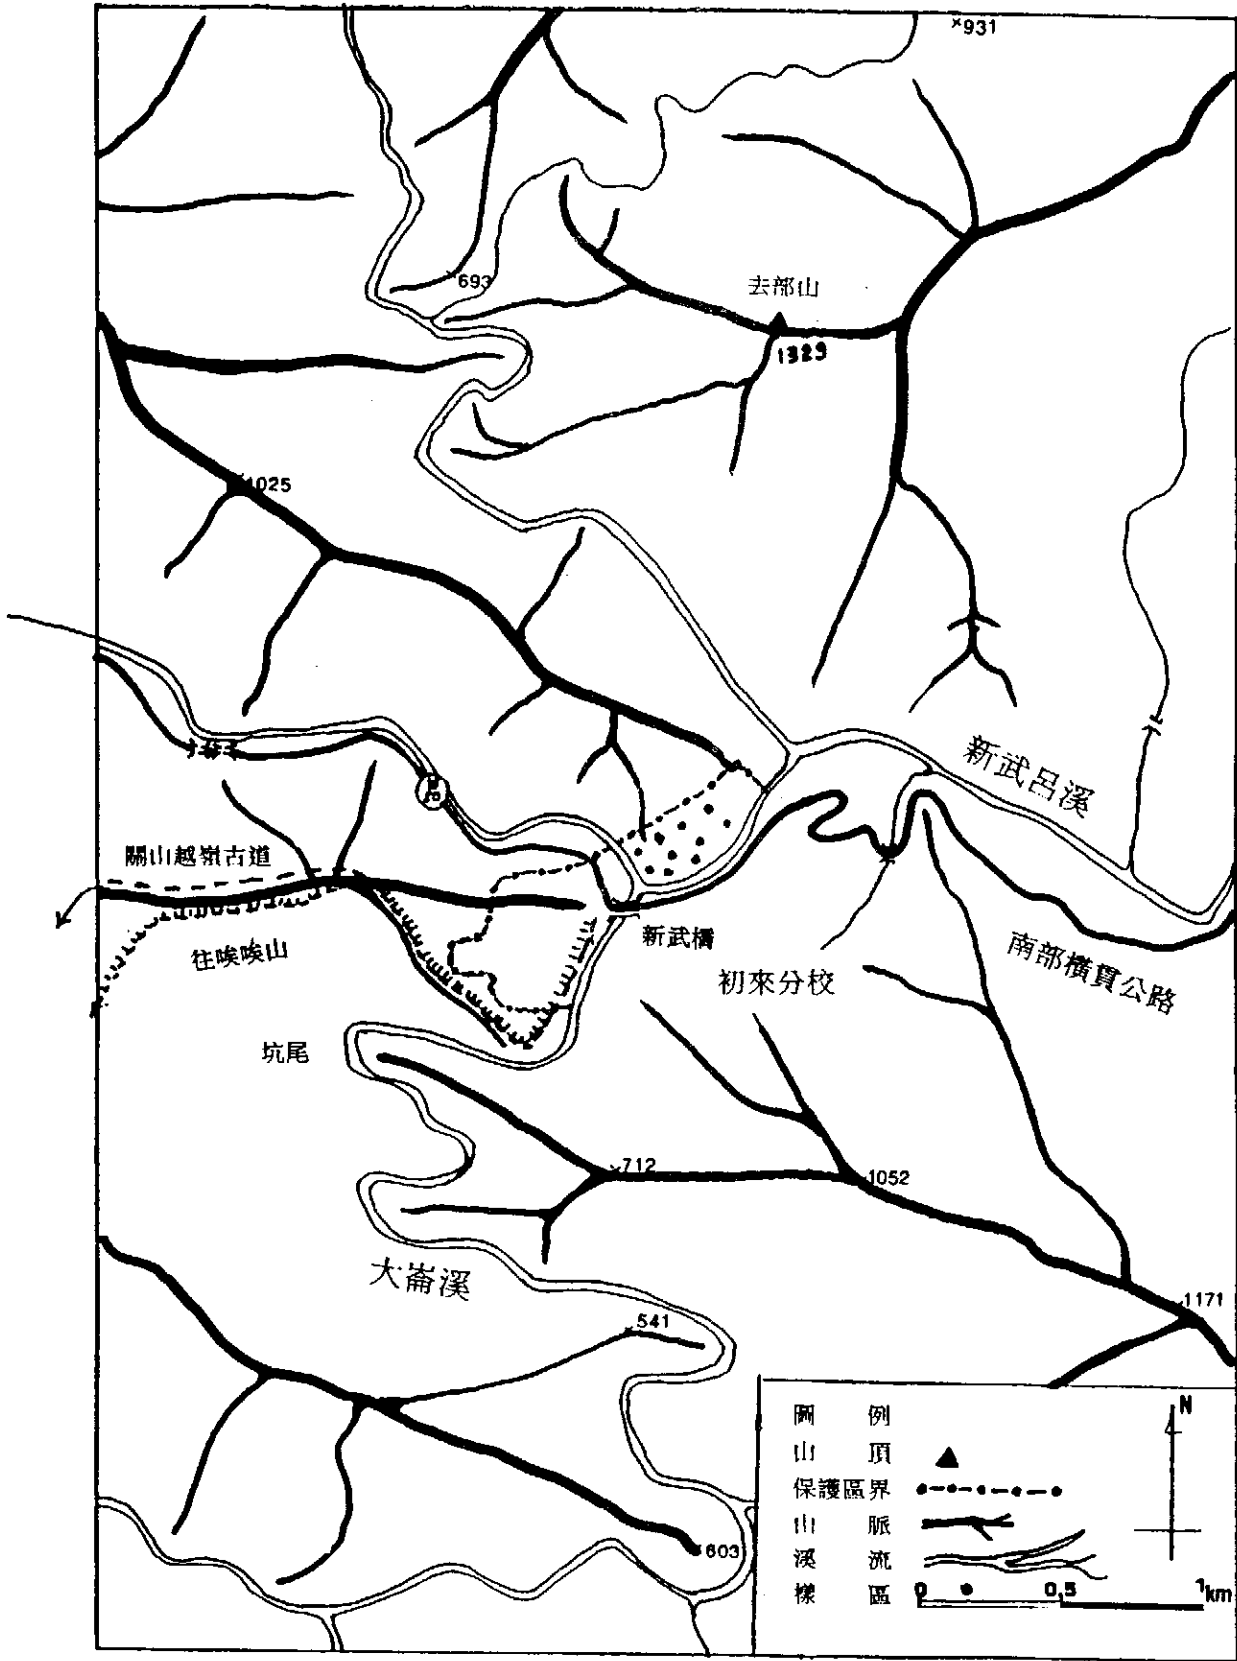 931
693
去部山
1329
1025
新武呂溪
關山越嶺古道
往唉唉山
新武橋
初來分校
南部橫貫公路
坑尾
712
1052
大崙溪
1171
541
603
圖 例
N
山 頂
保護區界
山 脈
溪 流
樣 區
0 0.5 1km